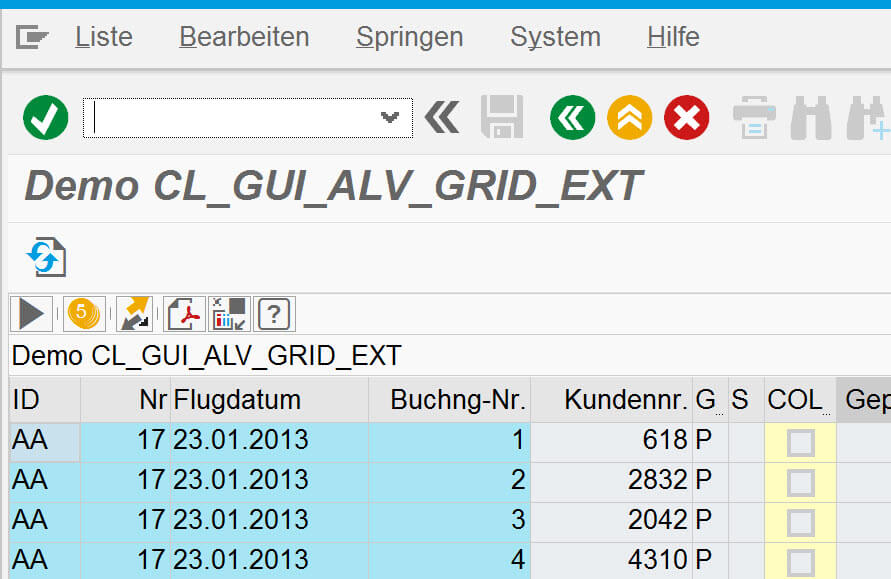 Liste Bearbeiten Springen System Hilfe
Demo CL_GUI_ALV_GRID_EXT
5 ?
Demo CL_GUI_ALV_GRID_EXT
ID Nr Flugdatum Buchng-Nr. Kundennr. G.. S COL.. Gep
AA 17 23.01.2013 1 618 P
AA 17 23.01.2013 2 2832 P
AA 17 23.01.2013 3 2042 P
AA 17 23.01.2013 4 4310 P